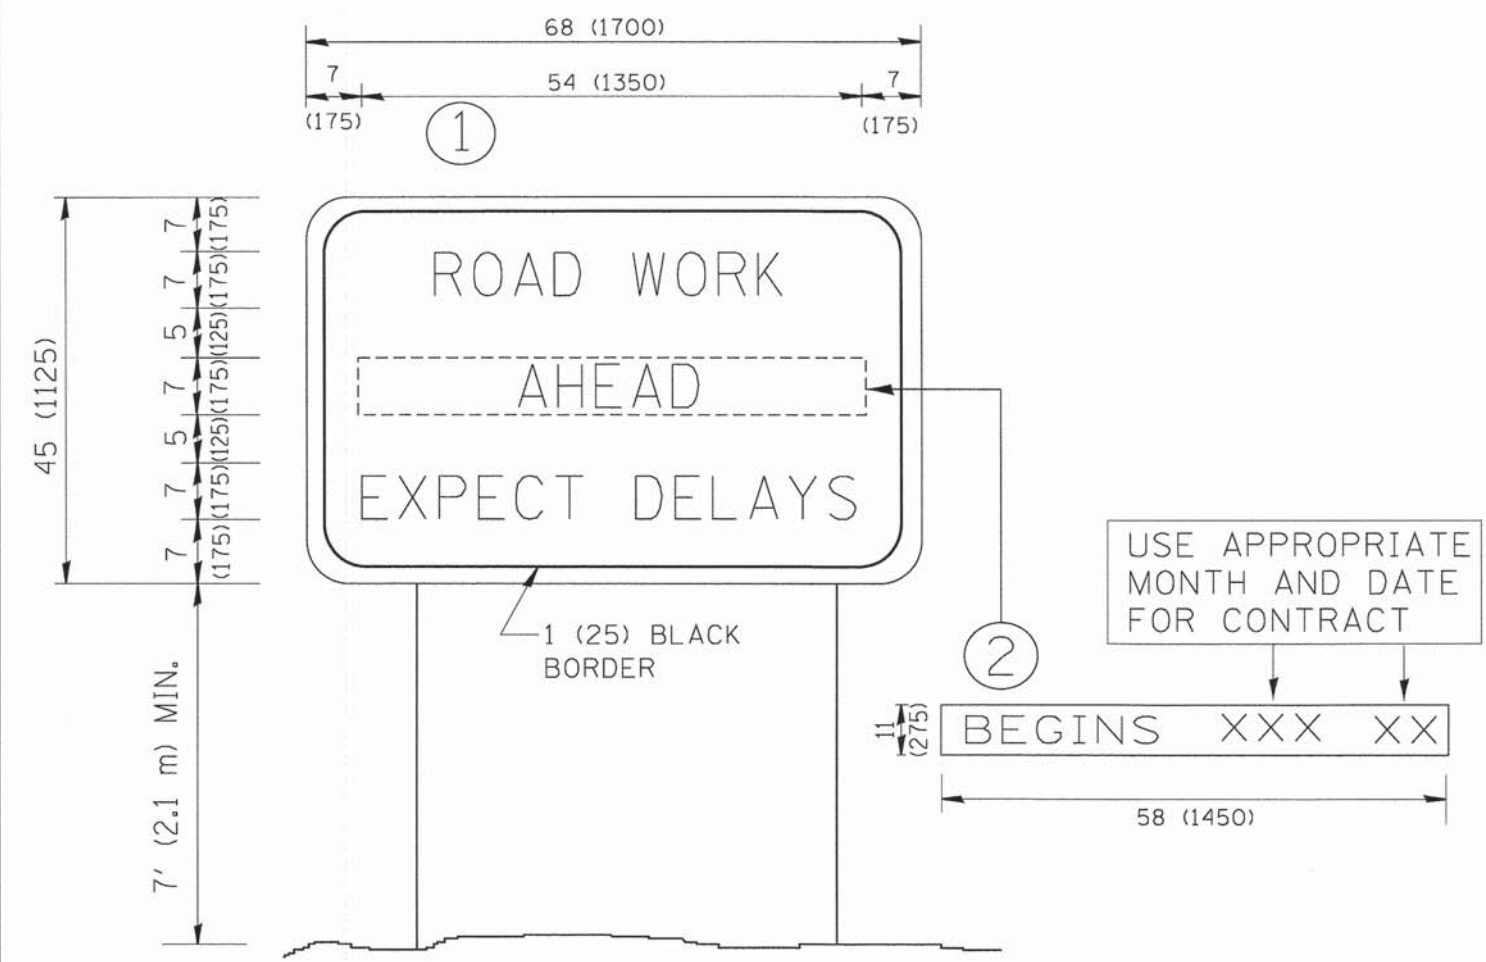 68 (1700)
7
54 (1350)
7
(175)
(175)
1
45 (1125)
7
(175)
7
(175)
5
(125)
7
(175)
5
(125)
7
(175)
7
(175)
ROAD WORK
AHEAD
EXPECT DELAYS
1 (25) BLACK
BORDER
7' (2.1 m) MIN.
USE APPROPRIATE
MONTH AND DATE
FOR CONTRACT
2
11
(275)
BEGINS XXX XX
58 (1450)